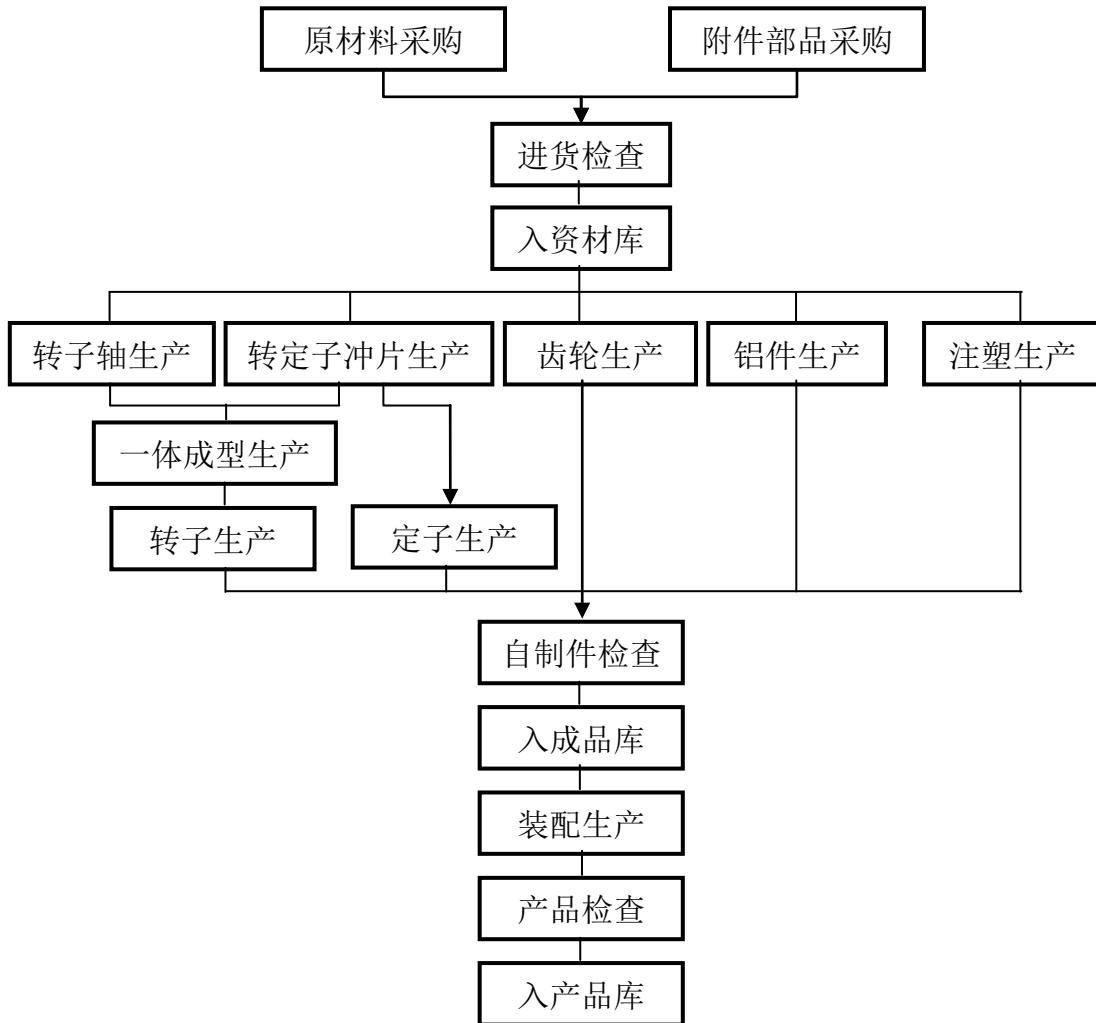 原材料采购
附件部品采购
进货检查
入资材库
转子轴生产
转定子冲片生产
齿轮生产
铝件生产
注塑生产
一体成型生产
转子生产
定子生产
自制件检查
入成品库
装配生产
产品检查
入产品库